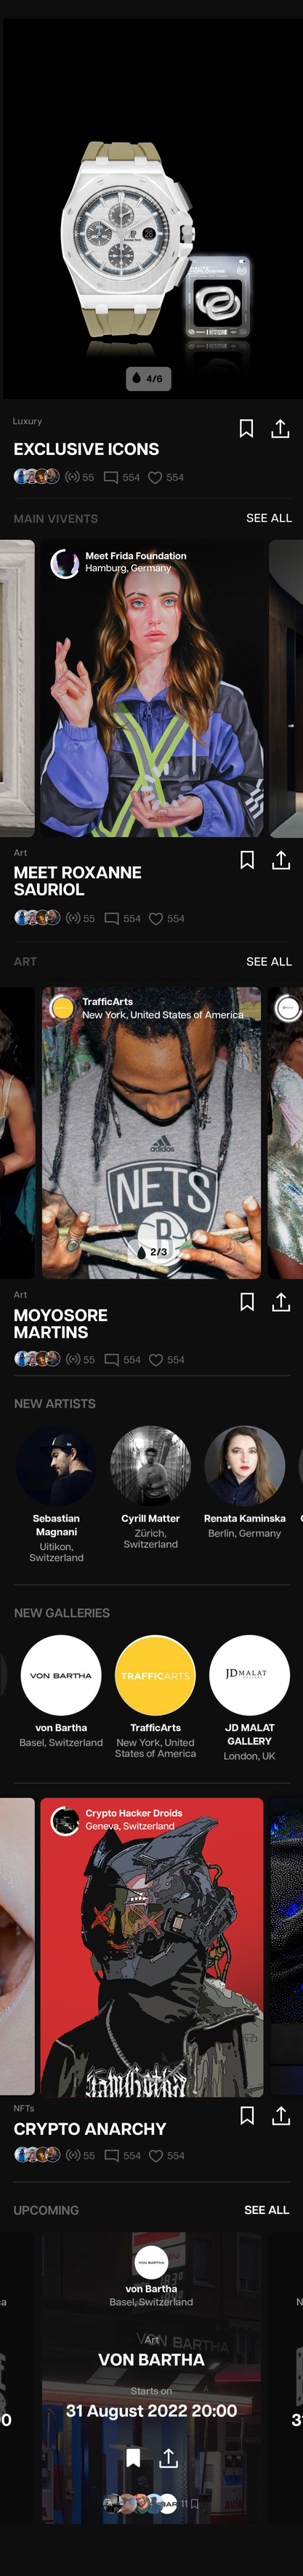 4/6
Luxury
EXCLUSIVE ICONS
55 554 554
MAIN VIVENTS SEE ALL
Meet Frida Foundation
Hamburg, Germany
Art
MEET ROXANNE
SAURIOL
55 554 554
ART SEE ALL
TrafficArts
New York, United States of America
adidas
NETS
B
2/3
Art
MOYOSORE
MARTINS
55 554 554
NEW ARTISTS
Sebastian
Magnani
Uitikon,
Switzerland
Cyrill Matter
Zürich,
Switzerland
Renata Kaminska
Berlin, Germany
NEW GALLERIES
VON BARTHA
von Bartha
Basel, Switzerland
TRAFFICARTS
TrafficArts
New York, United
States of America
JD MALAT
GALLERY
JD MALAT
GALLERY
London, UK
Crypto Hacker Droids
Geneva, Switzerland
NFTs
CRYPTO ANARCHY
55 554 554
UPCOMING SEE ALL
VON BARTHA
von Bartha
Basel, Switzerland
VON BARTHA
Art
VON BARTHA
Starts on
31 August 2022 20:00
11